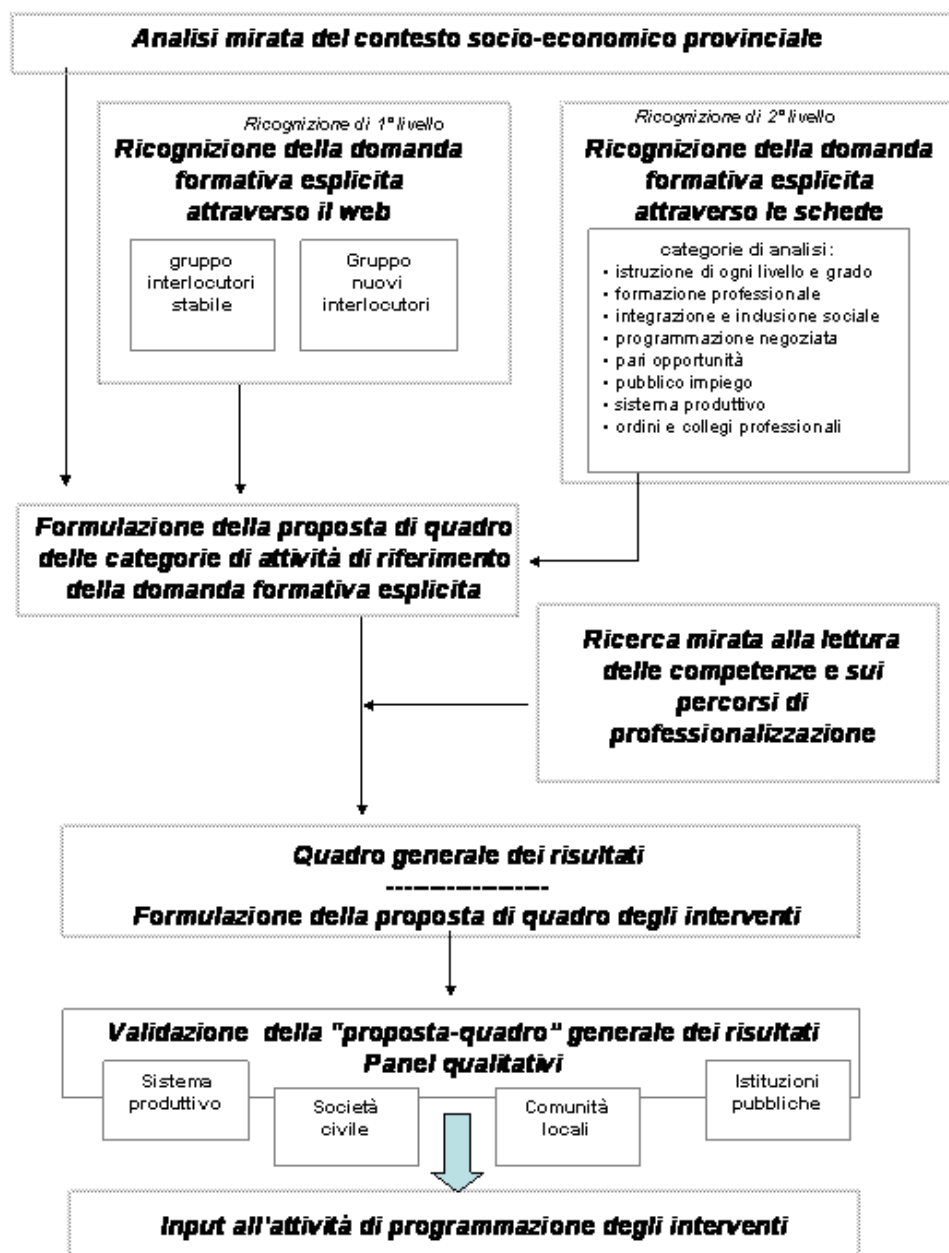 Analisi mirata del contesto socio-economico provinciale
Ricognizione di 1° livello
Ricognizione della domanda
formativa esplicita
attraverso il web
gruppo
interlocutori
stabile
Gruppo
nuovi
interlocutori
Ricognizione di 2° livello
Ricognizione della domanda
formativa esplicita
attraverso le schede
categorie di analisi:
• istruzione di ogni livello e grado
• formazione professionale
• integrazione e inclusione sociale
• programmazione negoziata
• pari opportunità
• pubblico impiego
• sistema produttivo
• ordini e collegi professionali
Formulazione della proposta di quadro
delle categorie di attività di riferimento
della domanda formativa esplicita
Ricerca mirata alla lettura
delle competenze e sui
percorsi di
professionalizzazione
Quadro generale dei risultati
--------------------
Formulazione della proposta di quadro degli interventi
Validazione della "proposta-quadro" generale dei risultati
Panel qualitativi
Sistema
produttivo
Società
civile
Comunità
locali
Istituzioni
pubbliche
Input all'attività di programmazione degli interventi